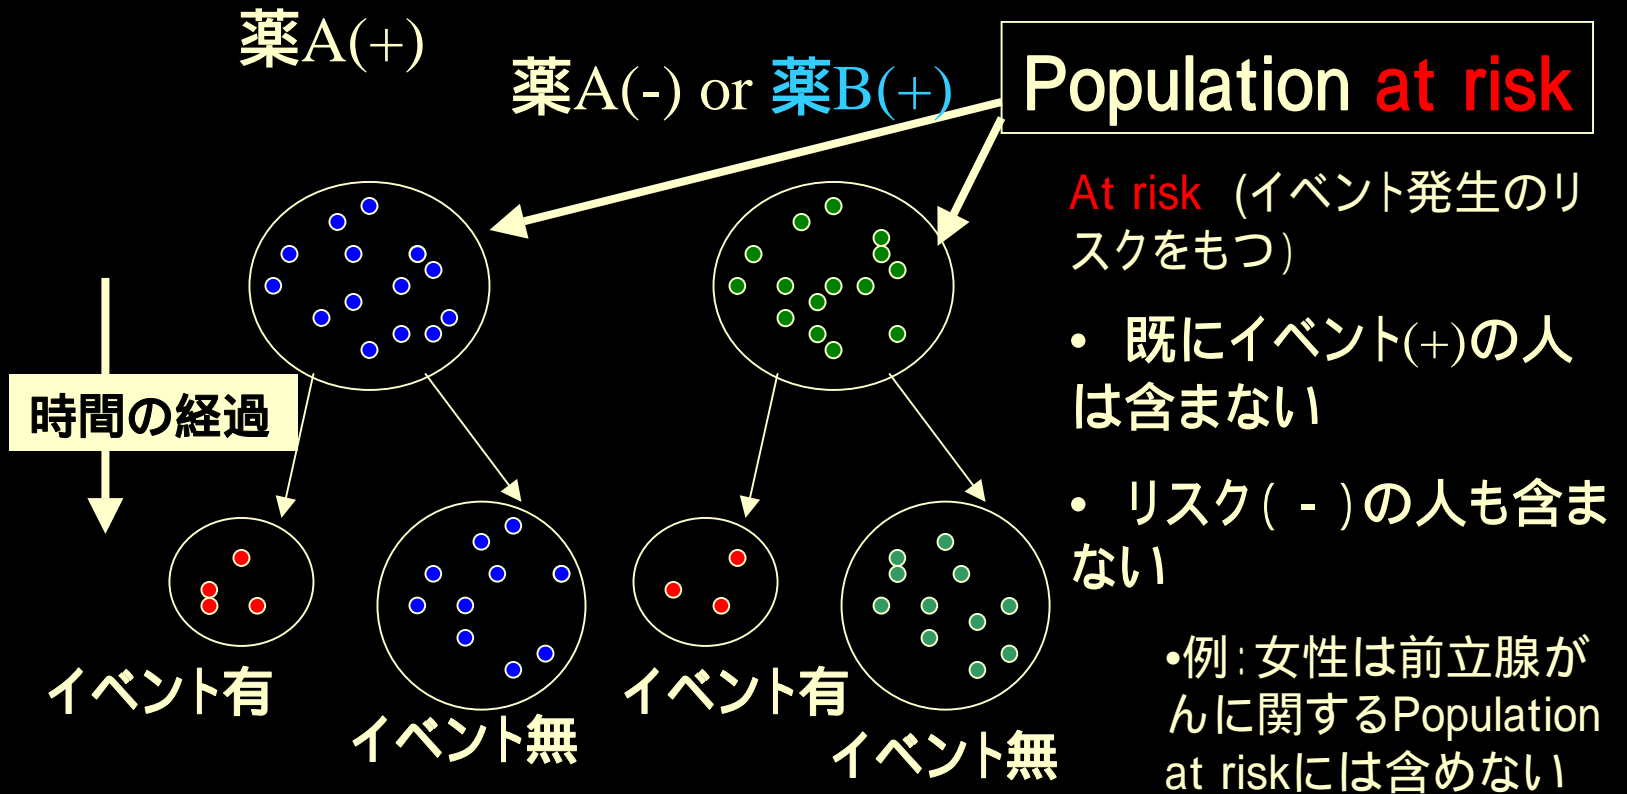 薬A(+)
薬A(-) or 薬B(+)
Population at risk
At risk (イベント発生のリ
スクをもつ)
• 既にイベント(+)の人
は含まない
• リスク( - )の人も含ま
ない
•例:女性は前立腺が
んに関するPopulation
at riskには含めない
時間の経過
イベント有
イベント無
イベント有
イベント無